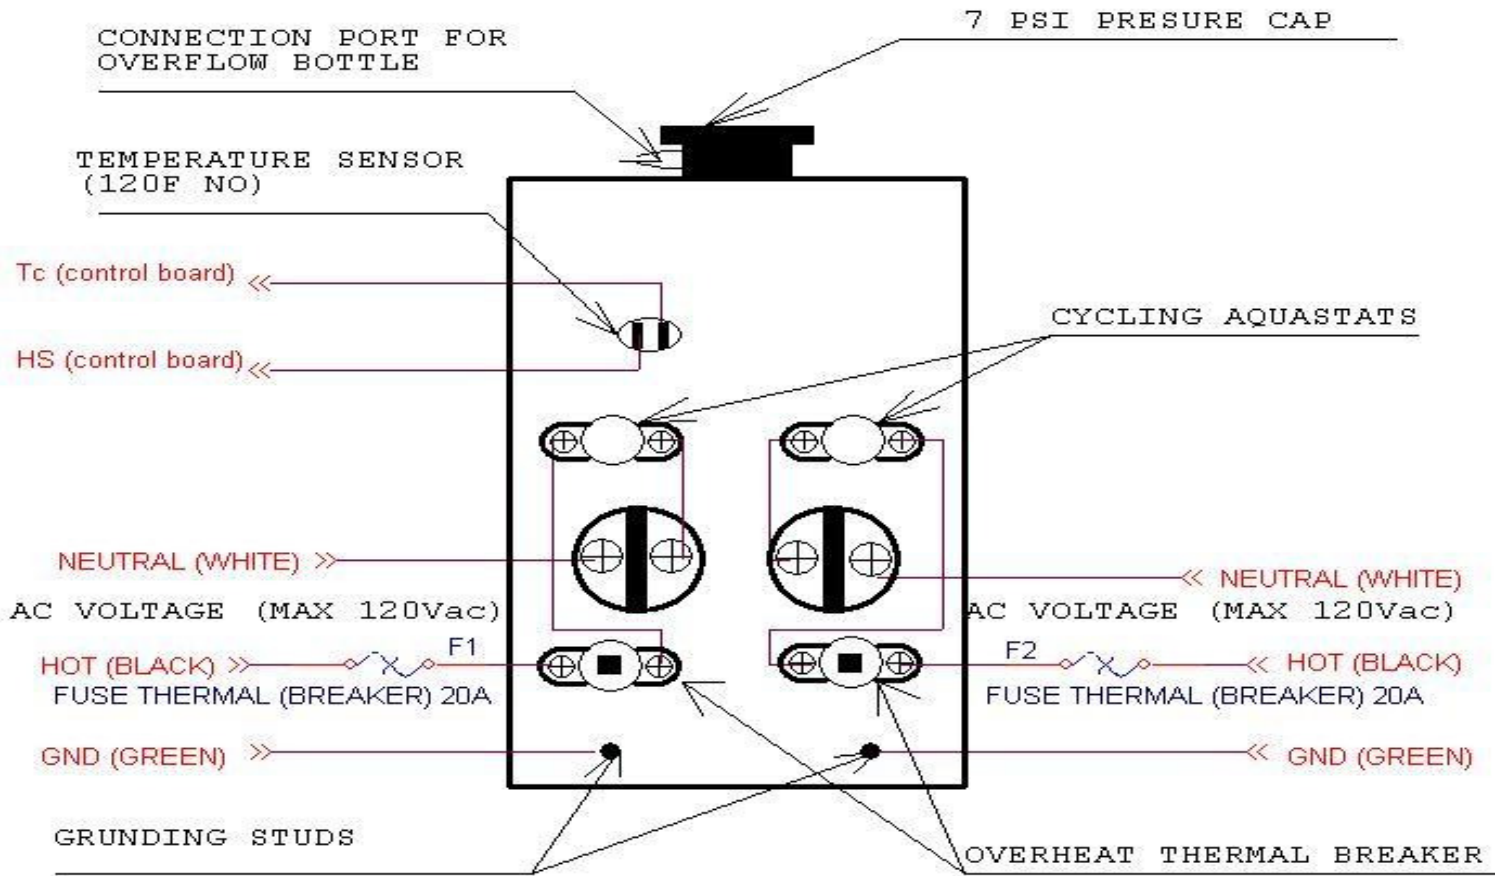 7 PSI PRESURE CAP
CONNECTION PORT FOR
OVERFLOW BOTTLE
TEMPERATURE SENSOR
(120F NO)
Tc (control board)
CYCLING AQUASTATS
HS (control board)
NEUTRAL (WHITE)
NEUTRAL (WHITE)
AC VOLTAGE (MAX 120Vac)
AC VOLTAGE (MAX 120Vac)
F1
F2
HOT (BLACK)
HOT (BLACK)
FUSE THERMAL (BREAKER) 20A
FUSE THERMAL (BREAKER) 20A
GND (GREEN)
GND (GREEN)
GRUNDING STUDS
OVERHEAT THERMAL BREAKER